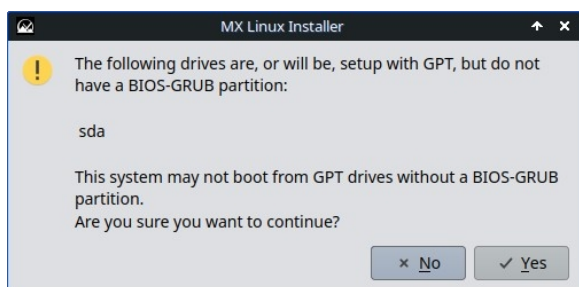 MX Linux Installer
The following drives are, or will be, setup with GPT, but do not
have a BIOS-GRUB partition:
sda
This system may not boot from GPT drives without a BIOS-GRUB
partition.
Are you sure you want to continue?
No
Yes